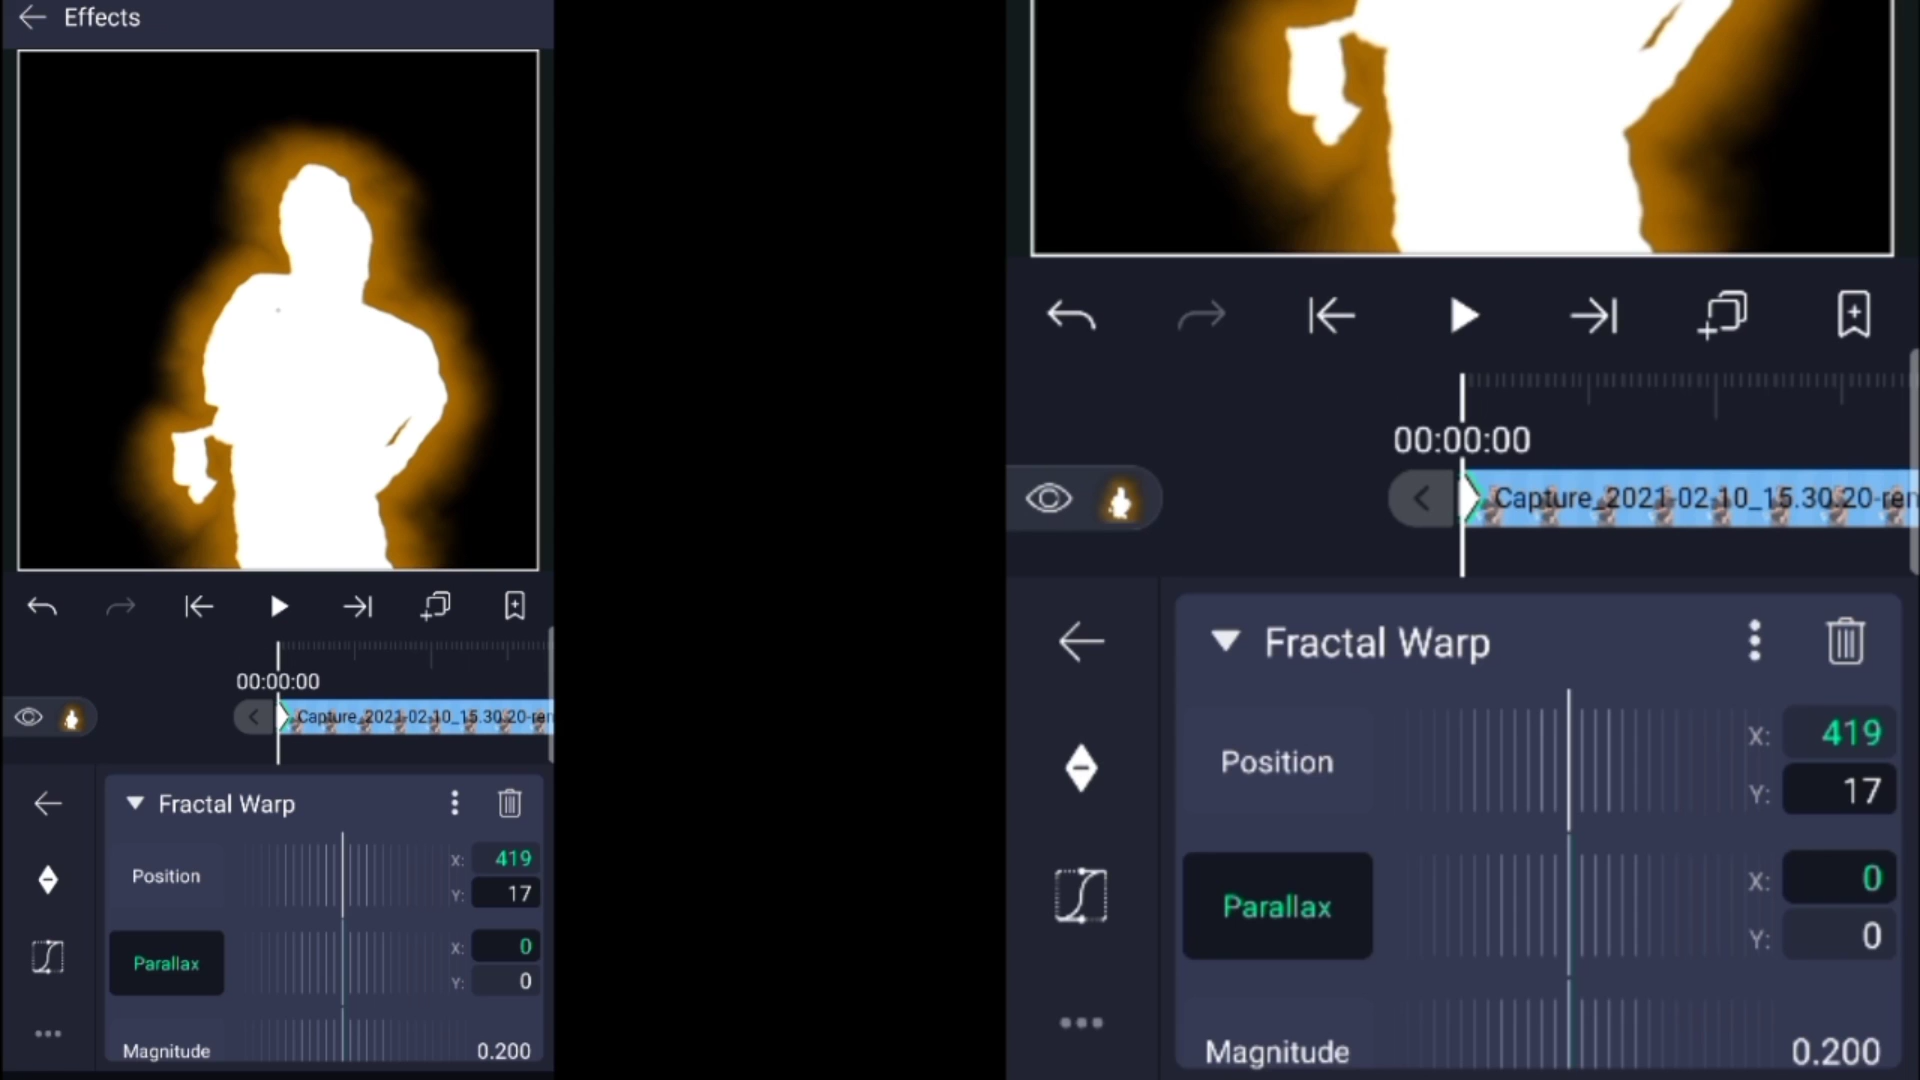 Effects
00:00:00
Capture_2021-02-10_15.30.20-ren
Fractal Warp
Position
X: 419
Y: 17
Parallax
X: 0
Y: 0
Magnitude
0.200
00:00:00
Capture_2021-02-10_15.30.20-ren
Fractal Warp
Position
X: 419
Y: 17
Parallax
X: 0
Y: 0
Magnitude
0.200